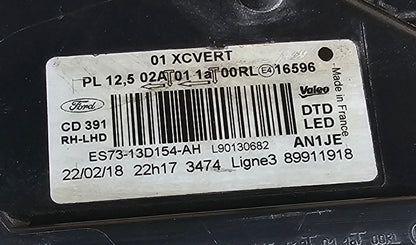 01 XCVERT
PL 12,5 02A 01 1a 00RL E4 16596
Ford
Valeo
Made in France
CD 391
RH-LHD
DTD
LED
AN1JE
ES73-13D154-AH L90130682
22/02/18 22h17 3474 Ligne3 89911918